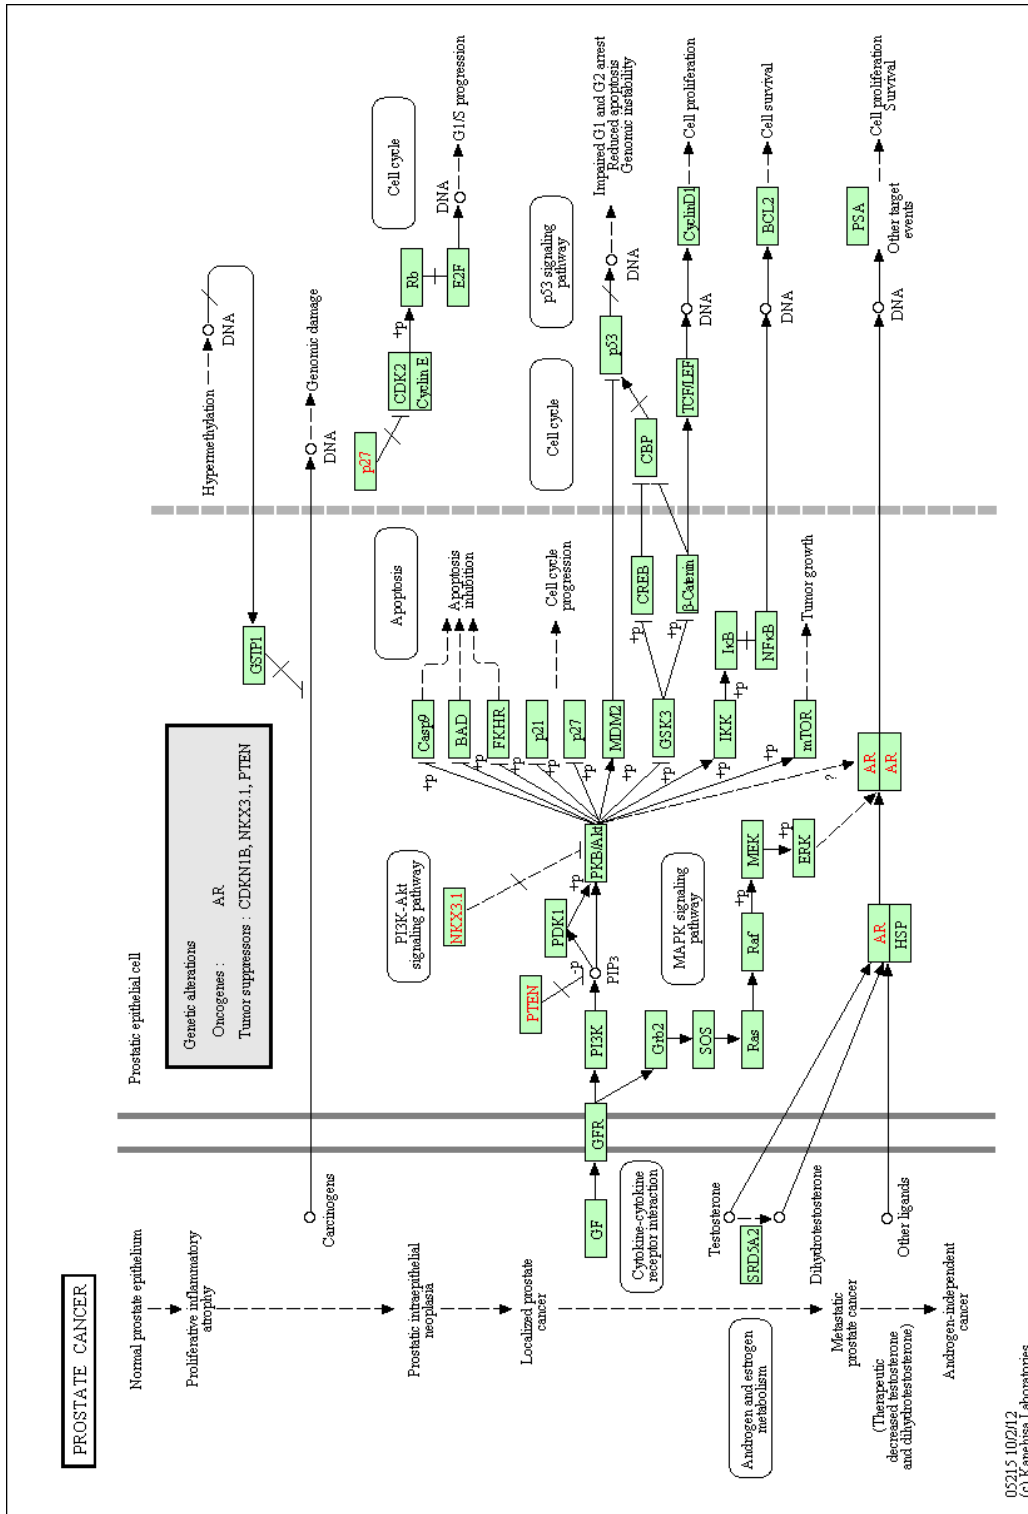 PROSTATE CANCER
Normal prostate epithelium
Proliferative inflammatory
atrophy
Prostatic intraepithelial
neoplasia
Localized prostate
cancer
Metastatic
prostate cancer
(Therapeutic
decreased testosterone
and dihydrotestosterone)
Androgen-independent
cancer
Prostatic epithelial cell
Genetic alterations
Oncogenes : AR
Tumor suppressors : CDKN1B, NKX3.1, PTEN
Hypermethylation
DNA
GSTP1
Carcinogens
DNA
Genomic damage
p27
CDK2
Cyclin E
+p
Rb
E2F
DNA
G1/S progression
Cell cycle
Apoptosis
PI3K-Akt
signaling pathway
NKX3.1
PTEN
-p
PIP3
PDK1
+p
PKB/Akt
GF
GFR
PI3K
Cytokine-cytokine
receptor interaction
Grb2
SOS
Ras
Raf
+p
MEK
+p
ERK
MAPK signaling
pathway
Casp9
+p
BAD
+p
FKHR
+p
p21
+p
p27
+p
MDM2
+p
GSK3
+p
IKK
+p
mTOR
+p
Apoptosis
inhibition
Cell cycle
progression
+p
CREB
+p
β-Catenin
+p
IκB
NFκB
Tumor growth
Cell cycle
p53 signaling
pathway
CBP
p53
DNA
Impaired G1 and G2 arrest
Reduced apoptosis
Genomic instability
TCF/LEF
DNA
CyclinD1
Cell proliferation
DNA
BCL2
Cell survival
Androgen and estrogen
metabolism
Testosterone
SRD5A2
Dihydrotestosterone
Other ligands
AR
HSP
?
AR
AR
DNA
PSA
Other target
events
Cell proliferation
Survival
05215 10/2/12
(c) Kanehisa Laboratories